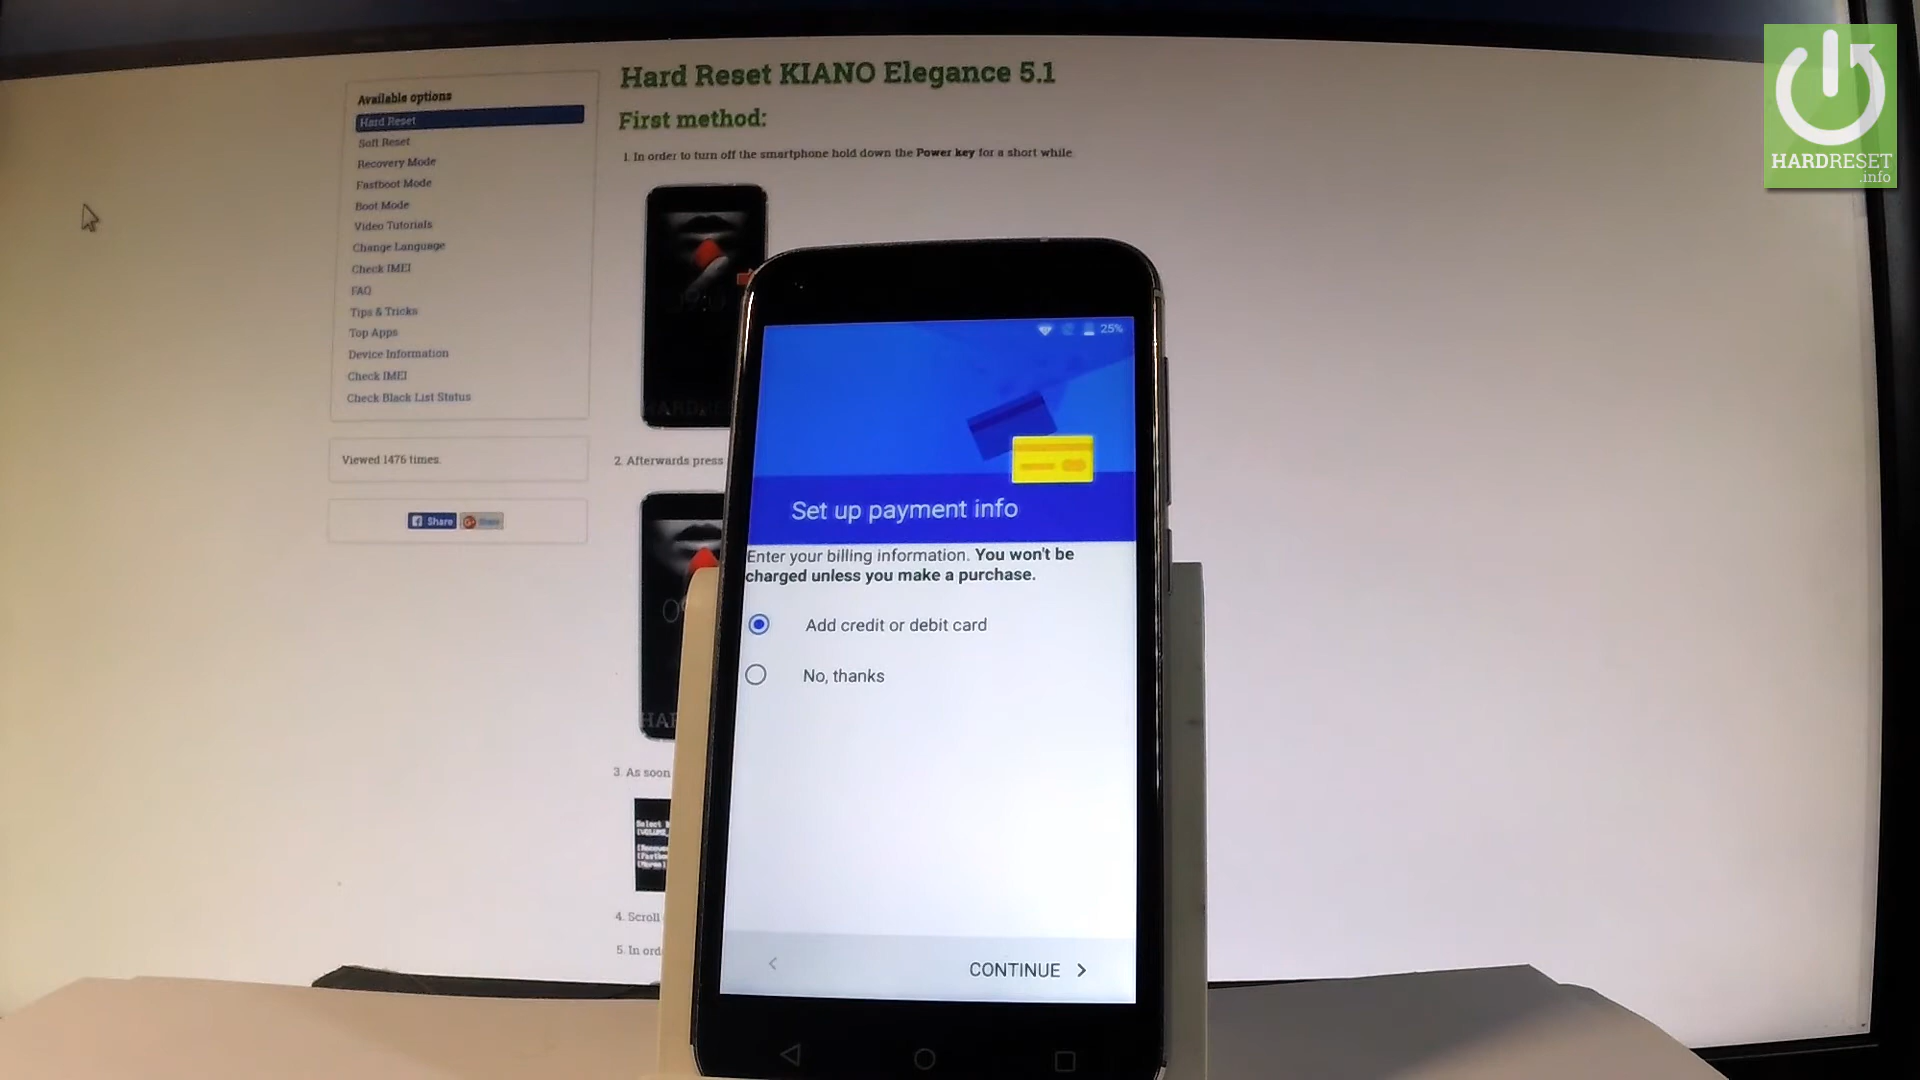 HARDRESET
.info
Hard Reset KIANO Elegance 5.1
First method:
1. In order to turn off the smartphone hold down the Power key for a short while
Available options
Hard Reset
Soft Reset
Recovery Mode
Fastboot Mode
Boot Mode
Video Tutorials
Change Language
Check IMEI
FAQ
Tips & Tricks
Top Apps
Device Information
Check IMEI
Check Black List Status
Viewed 1476 times.
Share
Share
2. Afterwards press
3. As soon
4. Scroll
5. In
25%
Set up payment info
Enter your billing information. You won't be
charged unless you make a purchase.
Add credit or debit card
No, thanks
CONTINUE